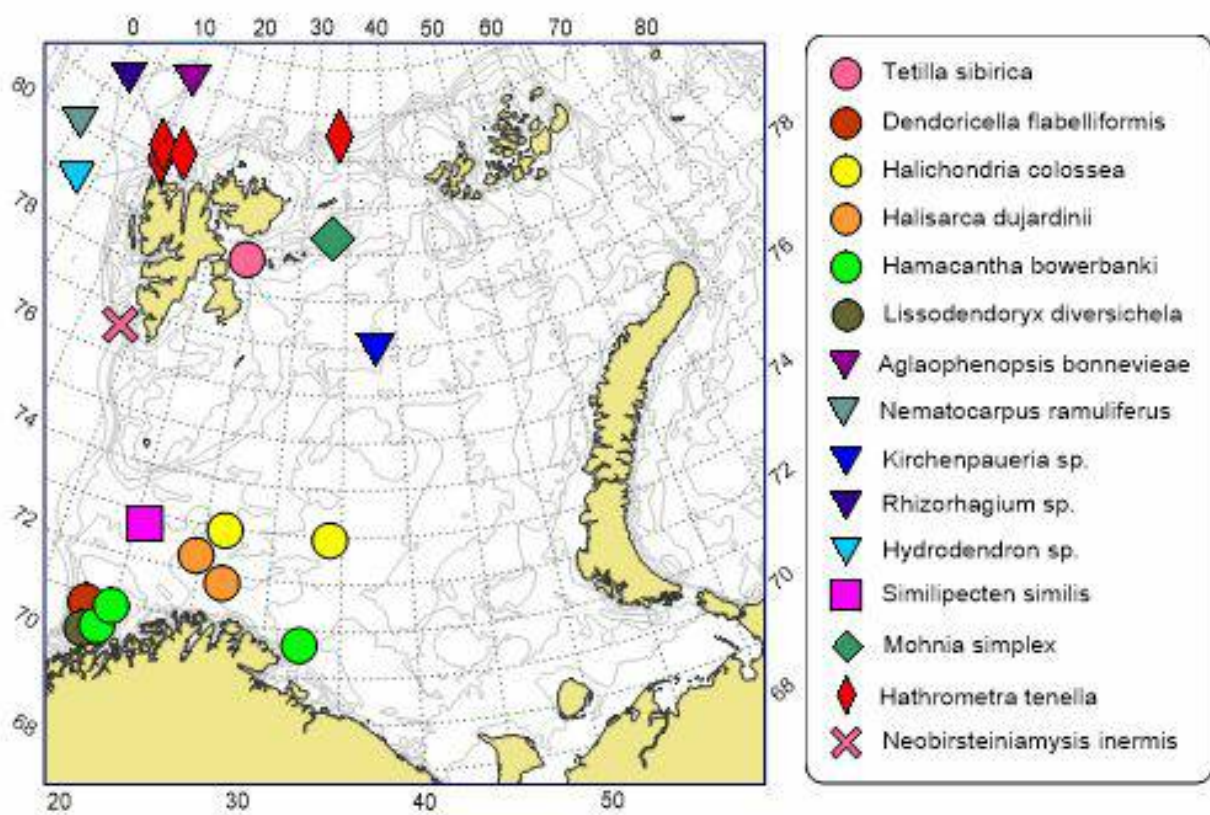 0 10 20 30 40 50 60 70 80
80
78
76
74
72
70
68
78
76
74
72
70
68
20 30 40 50
Tetilla sibirica
Dendoricella flabelliformis
Halichondria colossea
Halisarca dujardinii
Hamacantha bowerbanki
Lissodendoryx diversichela
Aglaophenopsis bonnevieae
Nematocarpus ramuliferus
Kirchenpaueria sp.
Rhizorhagium sp.
Hydrodendron sp.
Similipecten similis
Mohnia simplex
Hathrometra tenella
Neobirsteiniamysis inermis